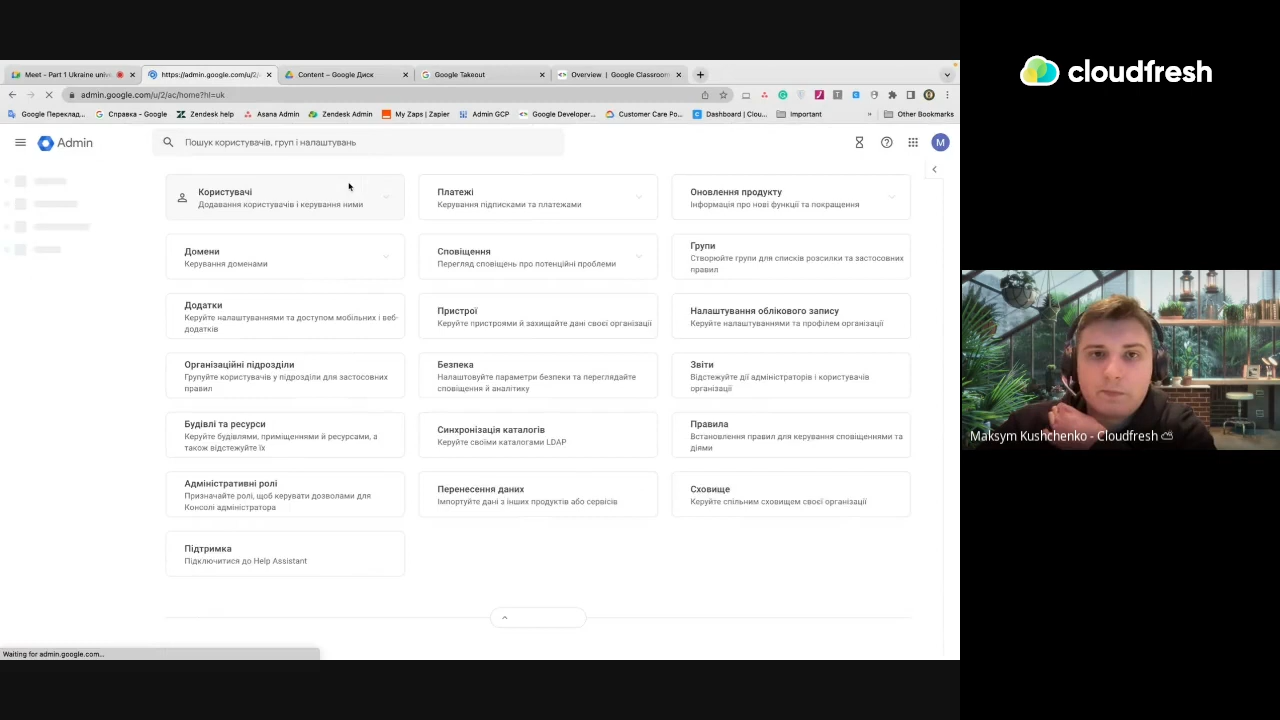 Meet - Part 1 Ukraine unive
https://admin.google.com/u/2/
Content – Google Диск
Google Takeout
Overview | Google Classroom
admin.google.com/u/2/ac/home?hl=uk
Google Переклад...
Справка - Google
Zendesk help
Asana Admin
Zendesk Admin
My Zaps | Zapier
Admin GCP
Google Developer...
Customer Care Po...
Dashboard | Clou...
Important
»
Other Bookmarks
Admin
Пошук користувачів, груп і налаштувань
M
Користувачі
Додавання користувачів і керування ними
Платежі
Керування підписками та платежами
Оновлення продукту
Інформація про нові функції та покращення
Домени
Керування доменами
Сповіщення
Перегляд сповіщень про потенційні проблеми
Групи
Створюйте групи для списків розсилки та застосовних
правил
Додатки
Керуйте налаштуваннями та доступом мобільних і веб-
додатків
Пристрої
Керуйте пристроями й захищайте дані своєї організації
Налаштування облікового запису
Керуйте налаштуваннями та профілем організації
Організаційні підрозділи
Групуйте користувачів у підрозділи для застосовних
правил
Безпека
Налаштовуйте параметри безпеки та переглядайте
сповіщення й аналітику
Звіти
Відстежуйте дії адміністраторів і користувачів
організації
Будівлі та ресурси
Керуйте будівлями, приміщеннями й ресурсами, а
також відстежуйте їх
Синхронізація каталогів
Керуйте своїми каталогами LDAP
Правила
Встановлення правил для керування сповіщеннями та
діями
Адміністративні ролі
Призначайте ролі, щоб керувати дозволами для
Консолі адміністратора
Перенесення даних
Імпортуйте дані з інших продуктів або сервісів
Сховище
Керуйте спільним сховищем своєї організації
Підтримка
Підключитися до Help Assistant
Waiting for admin.google.com...
cloudfresh
Maksym Kushchenko - Cloudfresh